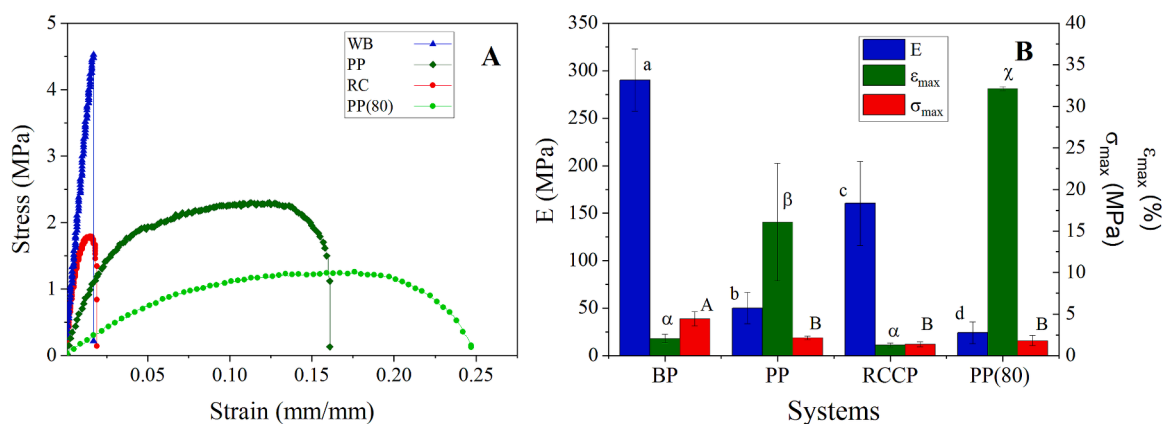 A
WB
PP
RC
PP(80)
Stress (MPa)
5
4
3
2
1
0
0.05
0.10
0.15
0.20
0.25
Strain (mm/mm)
B
E
εmax
σmax
E (MPa)
350
300
250
200
150
100
50
0
a
α
A
b
β
B
c
α
B
d
χ
B
BP
PP
RCCP
PP(80)
Systems
40
35
30
25
20
15
10
5
0
σmax (MPa)
εmax (%)